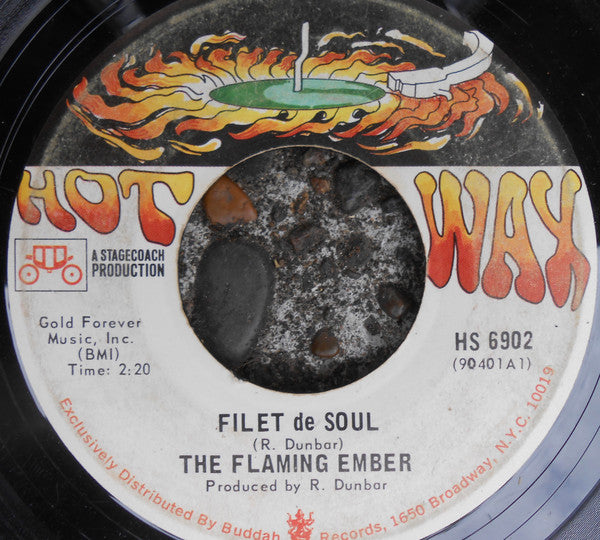 HOT WAX
A STAGECOACH
PRODUCTION
Gold Forever
Music, Inc.
(BMI)
Time: 2:20
HS 6902
(90401A1)
FILET de SOUL
(R. Dunbar)
THE FLAMING EMBER
Produced by R. Dunbar
Exclusively Distributed By Buddah Records, 1650 Broadway, N.Y.C. 10019